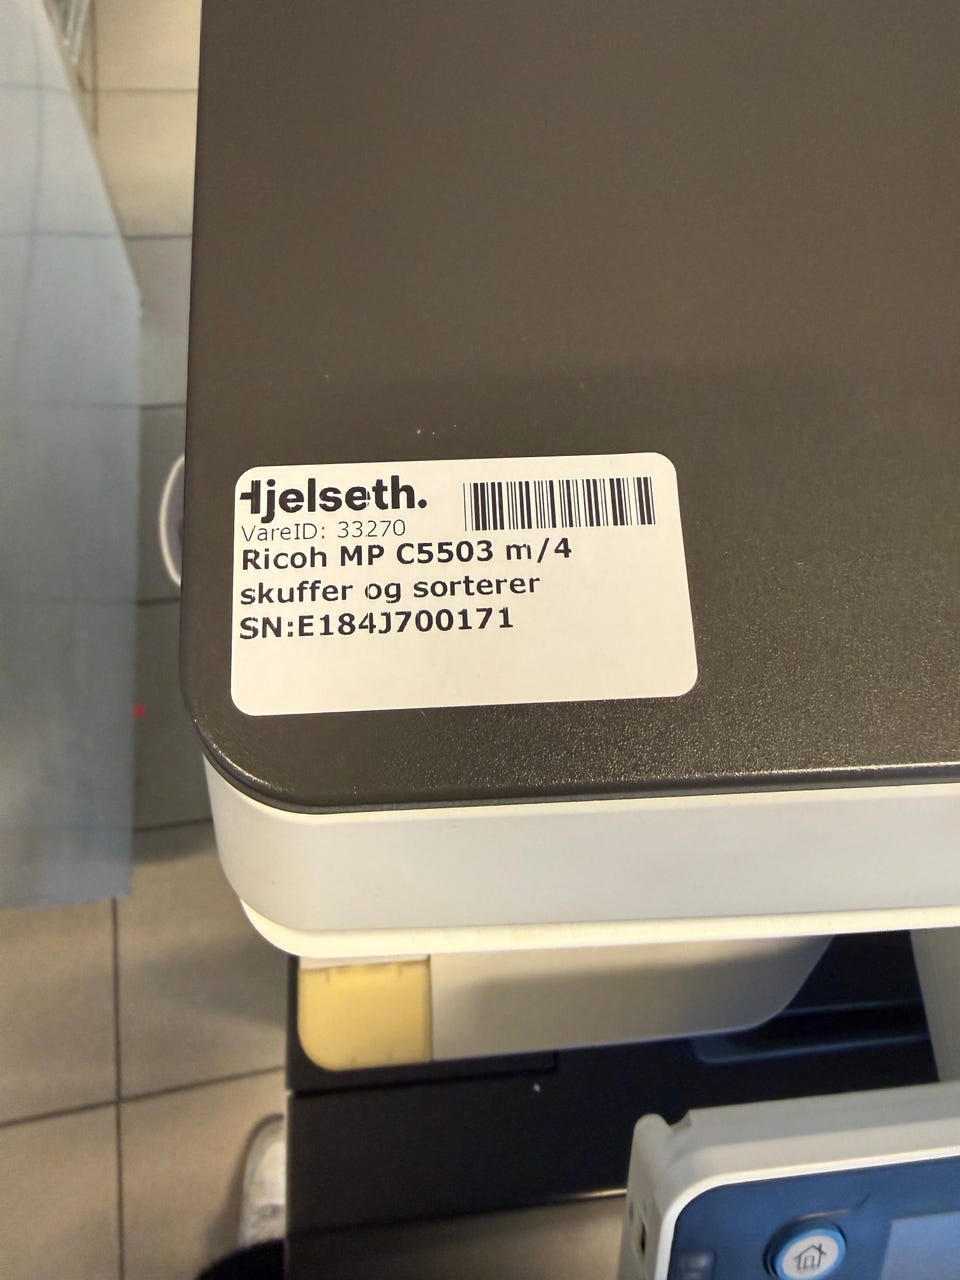 Hjelseth.
VareID: 33270
Ricoh MP C5503 m/4
skuffer og sorterer
SN:E184J700171